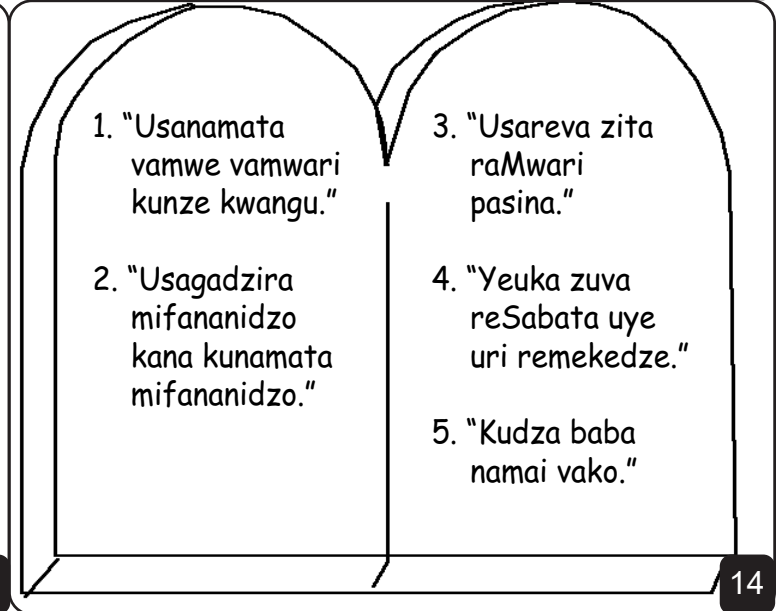 1. “Usanamata
vamwe vamwari
kunze kwangu.”
2. “Usagadzira
mifananidzo
kana kunamata
mifananidzo.”
3. “Usareva zita
raMwari
pasina.”
4. “Yeuka zuva
reSabata uye
uri remekedze.”
5. “Kudza baba
namai vako.”
14